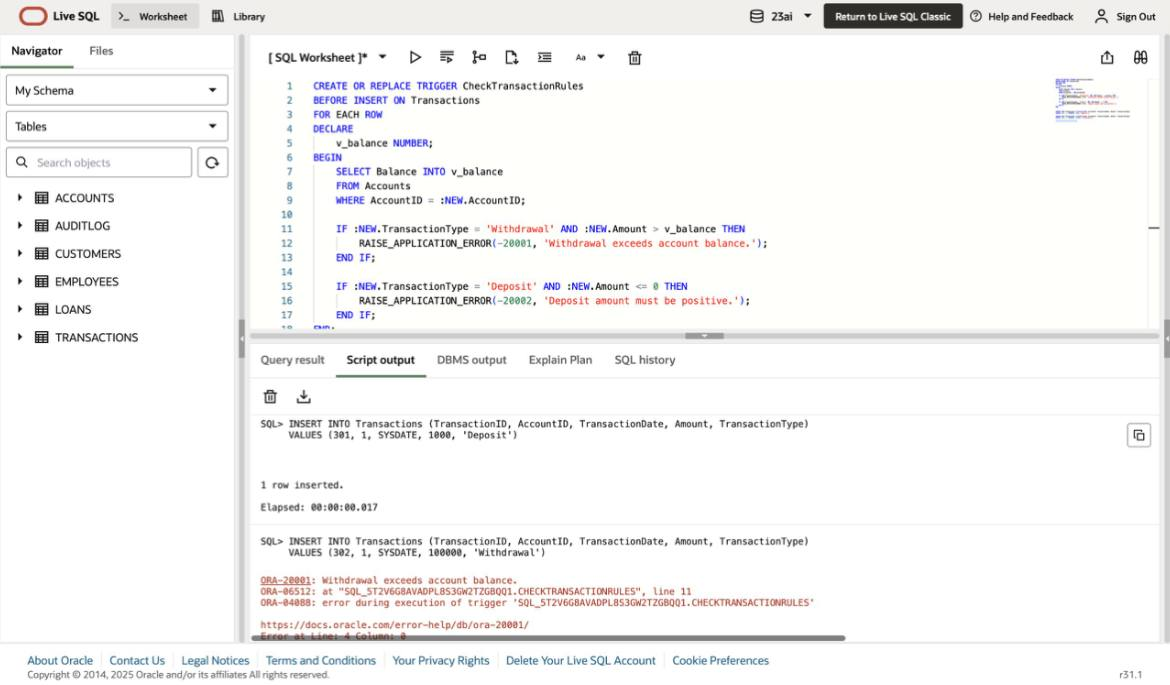 Live SQL
>_ Worksheet
Library
23ai
Return to Live SQL Classic
Help and Feedback
Sign Out
Navigator
Files
My Schema
Tables
Search objects
ACCOUNTS
AUDITLOG
CUSTOMERS
EMPLOYEES
LOANS
TRANSACTIONS
[ SQL Worksheet ]*
Aa
1 CREATE OR REPLACE TRIGGER CheckTransactionRules
2 BEFORE INSERT ON Transactions
3 FOR EACH ROW
4 DECLARE
5 v_balance NUMBER;
6 BEGIN
7 SELECT Balance INTO v_balance
8 FROM Accounts
9 WHERE AccountID = :NEW.AccountID;
10
11 IF :NEW.TransactionType = 'Withdrawal' AND :NEW.Amount > v_balance THEN
12 RAISE_APPLICATION_ERROR(-20001, 'Withdrawal exceeds account balance.');
13 END IF;
14
15 IF :NEW.TransactionType = 'Deposit' AND :NEW.Amount <= 0 THEN
16 RAISE_APPLICATION_ERROR(-20002, 'Deposit amount must be positive.');
17 END IF;
18 END;
Query result
Script output
DBMS output
Explain Plan
SQL history
SQL> INSERT INTO Transactions (TransactionID, AccountID, TransactionDate, Amount, TransactionType)
VALUES (301, 1, SYSDATE, 1000, 'Deposit')
1 row inserted.
Elapsed: 00:00:00.017
SQL> INSERT INTO Transactions (TransactionID, AccountID, TransactionDate, Amount, TransactionType)
VALUES (302, 1, SYSDATE, 100000, 'Withdrawal')
ORA-20001: Withdrawal exceeds account balance.
ORA-06512: at "SQL_5T2V6G8AVADPL8S3GW2TZGBQQ1.CHECKTRANSACTIONRULES", line 11
ORA-04088: error during execution of trigger 'SQL_5T2V6G8AVADPL8S3GW2TZGBQQ1.CHECKTRANSACTIONRULES'
https://docs.oracle.com/error-help/db/ora-20001/
Error at Line: 4 Column: 0
About Oracle
Contact Us
Legal Notices
Terms and Conditions
Your Privacy Rights
Delete Your Live SQL Account
Cookie Preferences
Copyright © 2014, 2025 Oracle and/or its affiliates All rights reserved.
r31.1